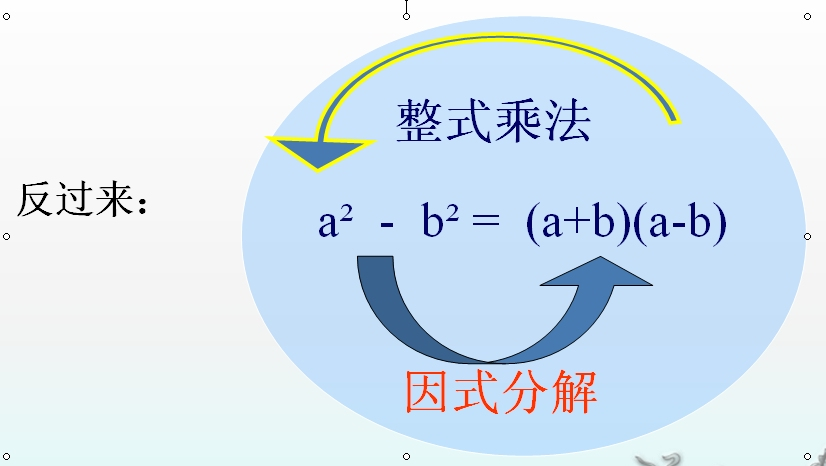 整式乘法
反过来：
a² - b² = (a+b)(a-b)
因式分解